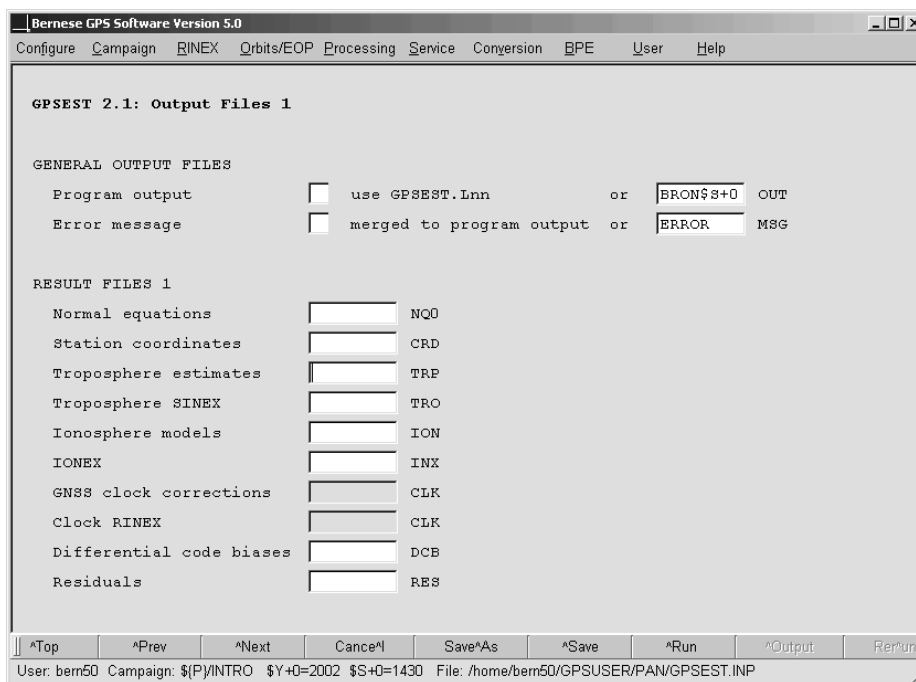 Bernese GPS Software Version 5.0
Configure Campaign RINEX Orbits/EOP Processing Service Conversion BPE User Help
GPSEST 2.1: Output Files 1
GENERAL OUTPUT FILES
Program output use GPSEST.Lnn or BRON$S+0 OUT
Error message merged to program output or ERROR MSG
RESULT FILES 1
Normal equations NQ0
Station coordinates CRD
Troposphere estimates TRP
Troposphere SINEX TRO
Ionosphere models ION
IONEX INX
GNSS clock corrections CLK
Clock RINEX CLK
Differential code biases DCB
Residuals RES
^Top ^Prev ^Next Cance^l Save^As ^Save ^Run ^Output Rer^un
User: bern50 Campaign: ${P}/INTRO $Y+0=2002 $S+0=1430 File: /home/bern50/GPSUSER/PAN/GPSEST.INP